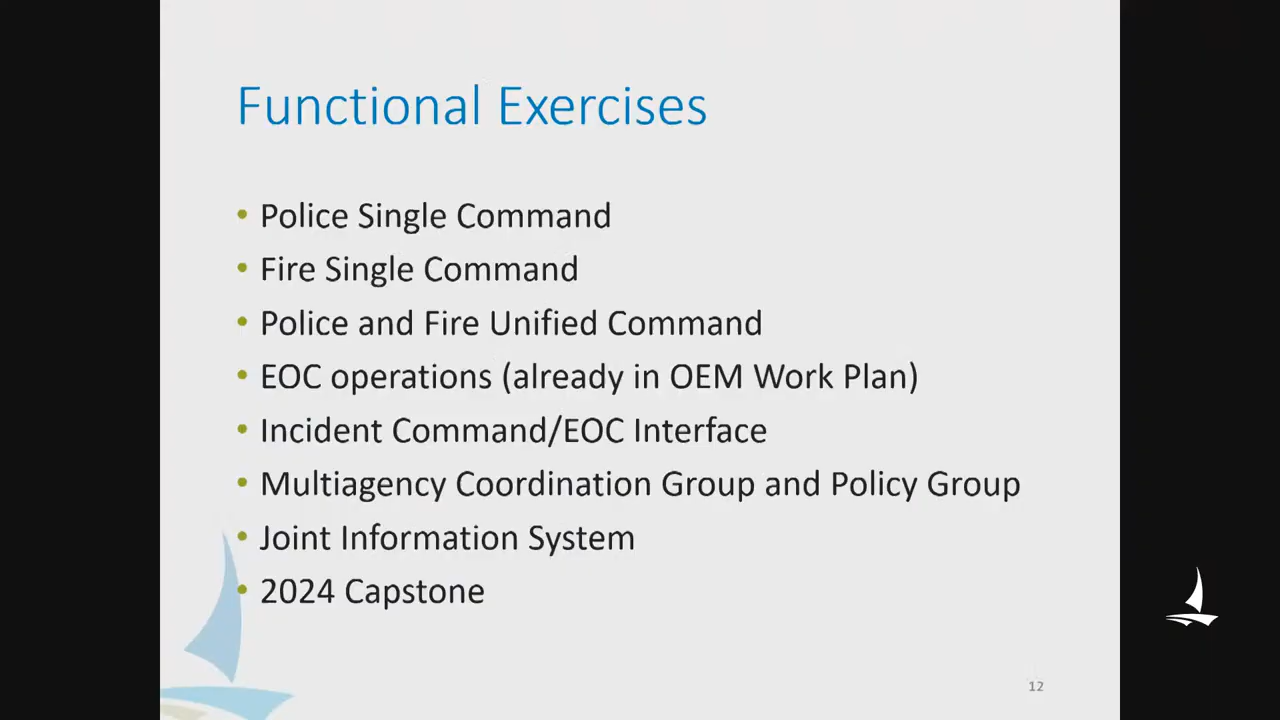 Functional Exercises
• Police Single Command
• Fire Single Command
• Police and Fire Unified Command
• EOC operations (already in OEM Work Plan)
• Incident Command/EOC Interface
• Multiagency Coordination Group and Policy Group
• Joint Information System
• 2024 Capstone
12